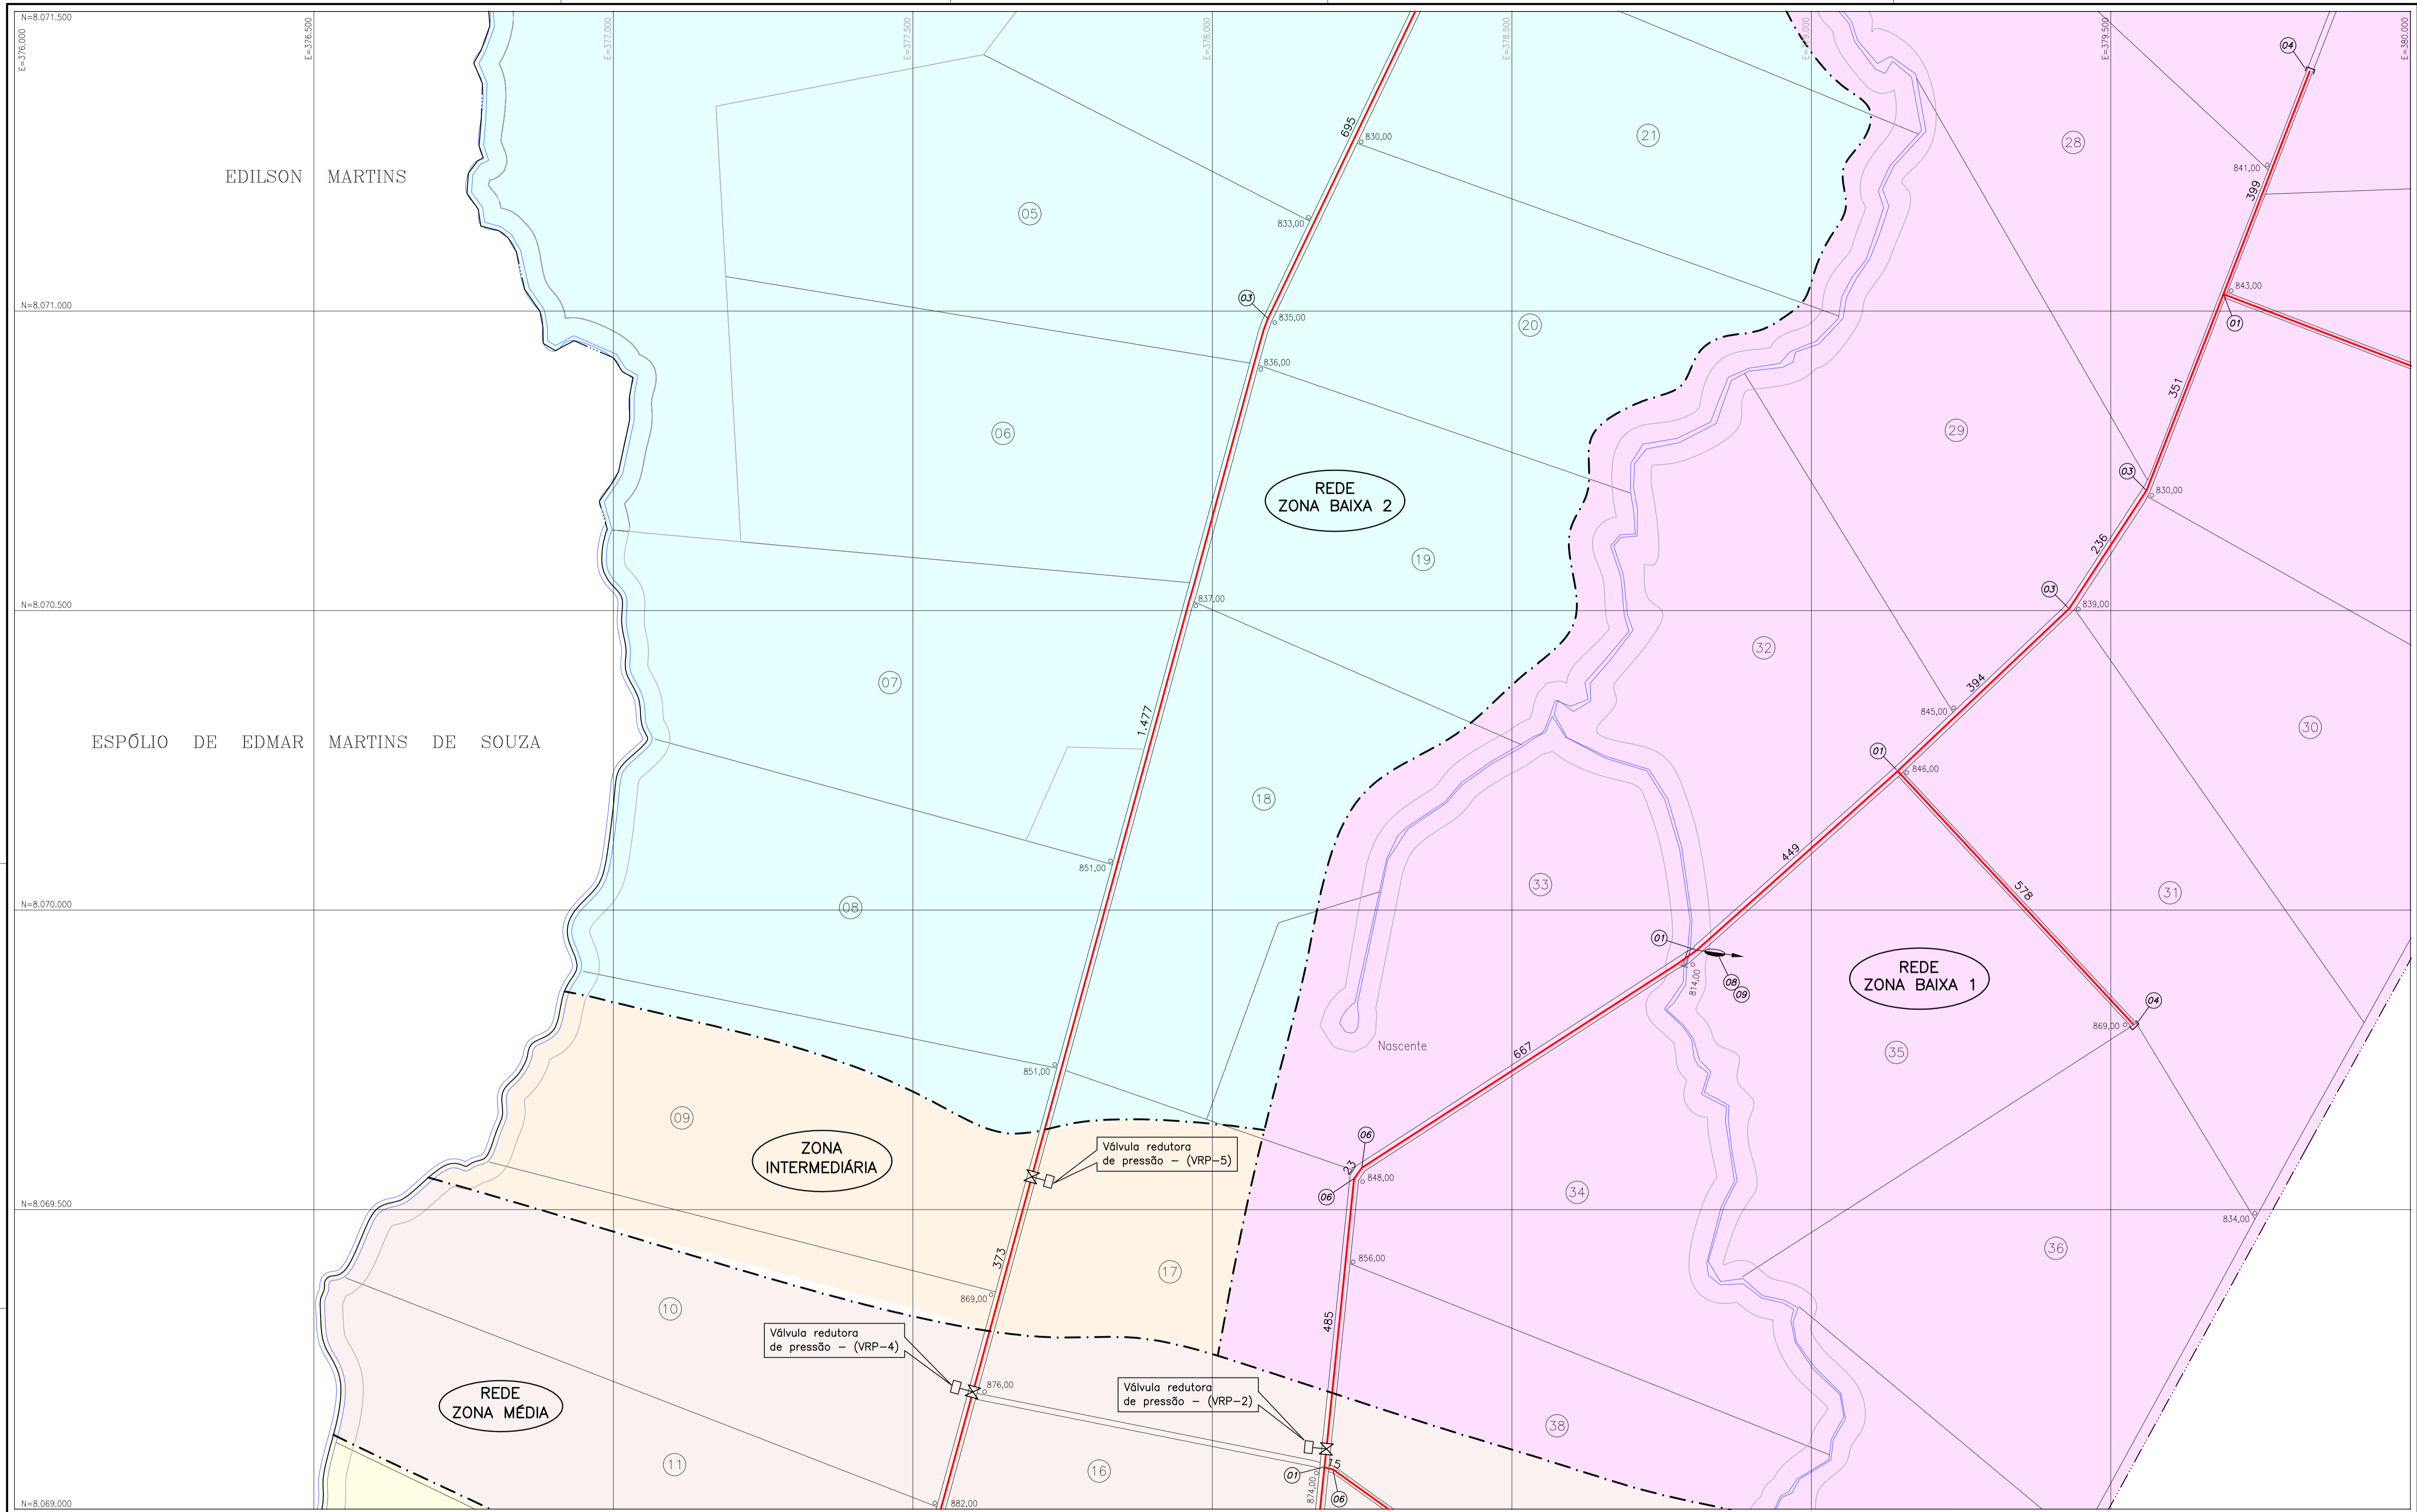 N=8.071.500
E=376.000
E=376.500
E=377.000
E=377.500
E=378.000
E=378.500
E=379.000
E=379.500
E=380.000
04
695
830,00
21
28
841,00
399
EDILSON MARTINS
05
833,00
03
835,00
843,00
01
N=8.071.000
20
836,00
351
06
29
03
830,00
REDE
ZONA BAIXA 2
236
19
03
837,00
839,00
N=8.070.500
32
07
394
845,00
30
1.477
ESPÓLIO DE EDMAR MARTINS DE SOUZA
01
846,00
18
449
851,00
33
578
31
08
N=8.070.000
01
814,00
08
09
REDE
ZONA BAIXA 1
04
869,00
Nascente
667
35
851,00
09
ZONA
INTERMEDIÁRIA
Válvula redutora
de pressão - (VRP-5)
06
23
848,00
06
34
N=8.069.500
834,00
36
373
17
856,00
869,00
10
485
Válvula redutora
de pressão - (VRP-4)
876,00
REDE
ZONA MÉDIA
Válvula redutora
de pressão - (VRP-2)
38
11
16
01
15
874,00
06
N=8.069.000
882,00